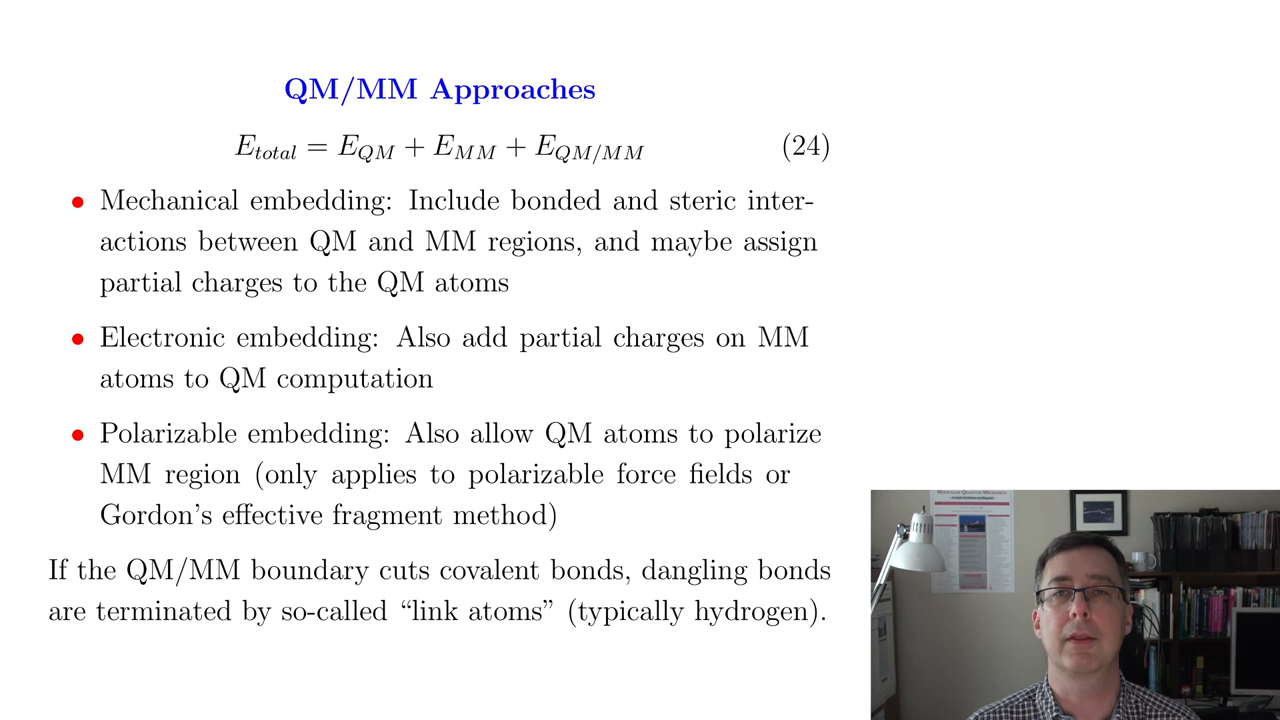 QM/MM Approaches
E_total = E_QM + E_MM + E_QM/MM (24)
• Mechanical embedding: Include bonded and steric inter-
actions between QM and MM regions, and maybe assign
partial charges to the QM atoms
• Electronic embedding: Also add partial charges on MM
atoms to QM computation
• Polarizable embedding: Also allow QM atoms to polarize
MM region (only applies to polarizable force fields or
Gordon's effective fragment method)
If the QM/MM boundary cuts covalent bonds, dangling bonds
are terminated by so-called “link atoms” (typically hydrogen).
MOLECULAR QUANTUM MECHANICS